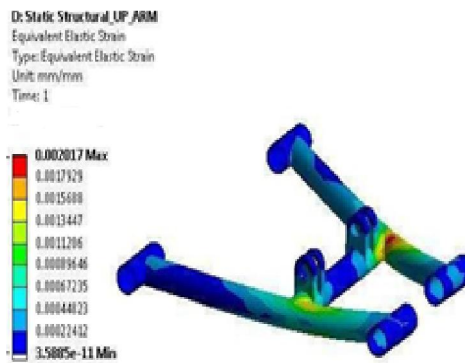 D: Static Structural_UP_ARM
Equivalent Elastic Strain
Type: Equivalent Elastic Strain
Unit: mm/mm
Time: 1
0.002017 Max
0.0017929
0.0015688
0.0013447
0.0011206
0.00089646
0.00067235
0.00044823
0.00022412
3.5885e-11 Min